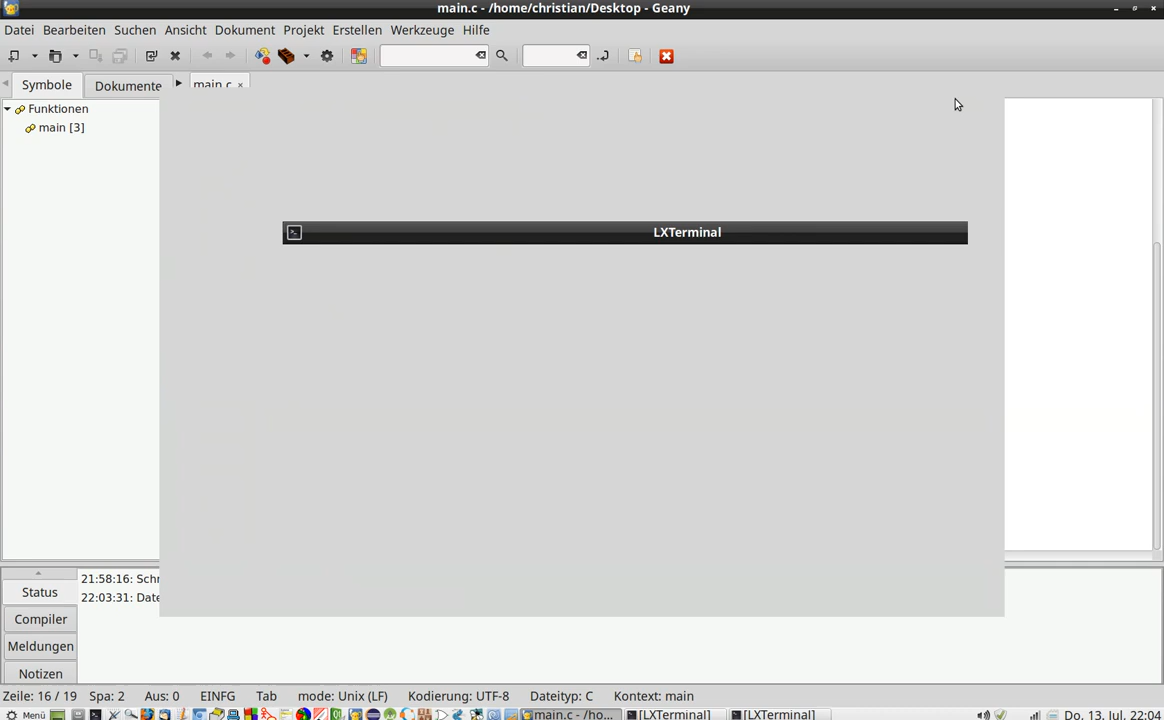 main.c - /home/christian/Desktop - Geany
Datei Bearbeiten Suchen Ansicht Dokument Projekt Erstellen Werkzeuge Hilfe
Symbole Dokumente main.c
Funktionen
main [3]
LXTerminal
Status 21:58:16: Schr
22:03:31: Date
Compiler
Meldungen
Notizen
Zeile: 16 / 19 Spa: 2 Aus: 0 EINFG Tab mode: Unix (LF) Kodierung: UTF-8 Dateityp: C Kontext: main
Menü main.c - /ho... [LXTerminal] [LXTerminal] Do. 13. Jul, 22:04